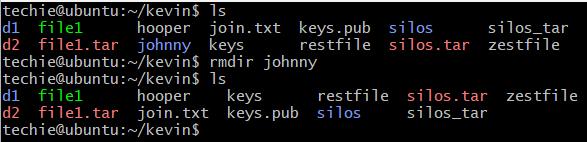 techie@ubuntu:~/kevin$ ls
d1  file1      hooper  join.txt  keys.pub  silos      silos_tar
d2  file1.tar  johnny  keys      restfile  silos.tar  zestfile
techie@ubuntu:~/kevin$ rmdir johnny
techie@ubuntu:~/kevin$ ls
d1  file1      hooper    keys      restfile  silos.tar  zestfile
d2  file1.tar  join.txt  keys.pub  silos     silos_tar
techie@ubuntu:~/kevin$